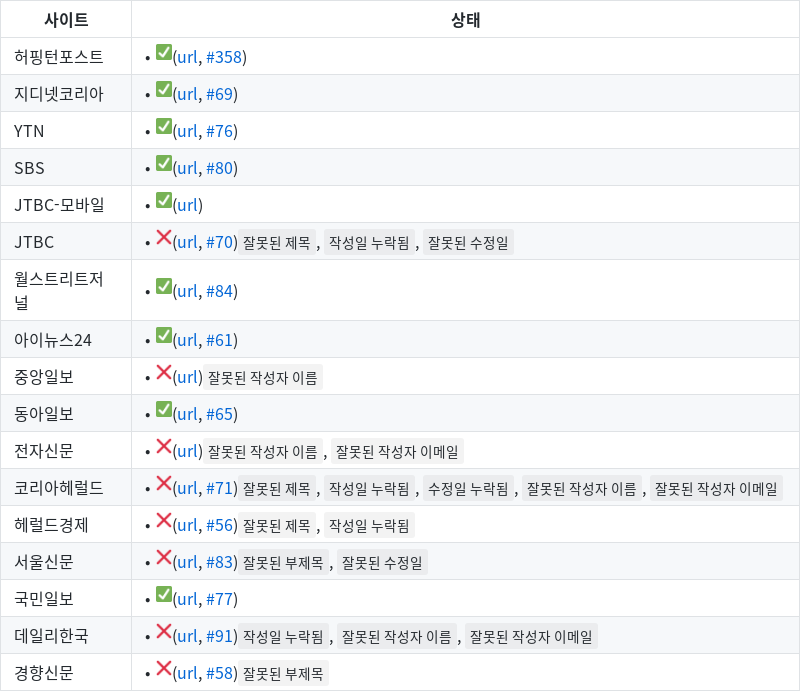 사이트 상태
허핑턴포스트 • ✅(url, #358)
지디넷코리아 • ✅(url, #69)
YTN • ✅(url, #76)
SBS • ✅(url, #80)
JTBC-모바일 • ✅(url)
JTBC • ❌(url, #70) 잘못된 제목, 작성일 누락됨, 잘못된 수정일
월스트리트저
널 • ✅(url, #84)
아이뉴스24 • ✅(url, #61)
중앙일보 • ❌(url) 잘못된 작성자 이름
동아일보 • ✅(url, #65)
전자신문 • ❌(url) 잘못된 작성자 이름, 잘못된 작성자 이메일
코리아헤럴드 • ❌(url, #71) 잘못된 제목, 작성일 누락됨, 수정일 누락됨, 잘못된 작성자 이름, 잘못된 작성자 이메일
헤럴드경제 • ❌(url, #56) 잘못된 제목, 작성일 누락됨
서울신문 • ❌(url, #83) 잘못된 부제목, 잘못된 수정일
국민일보 • ✅(url, #77)
데일리한국 • ❌(url, #91) 작성일 누락됨, 잘못된 작성자 이름, 잘못된 작성자 이메일
경향신문 • ❌(url, #58) 잘못된 부제목